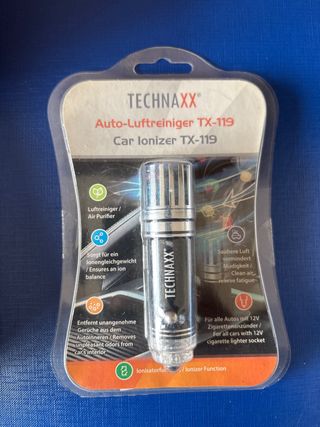 TECHNAXX®
Auto-Luftreiniger TX-119
Car Ionizer TX-119
Luftreiniger /
Air Purifier
Sorgt für ein
Ionengleichgewicht
/ Ensures an ion
balance
Entfernt unangenehme
Gerüche aus dem
Autoinneren / Removes
unpleasant odors from
car's interior
Saubere Luft
vermindert
Müdigkeit /
Clean air
relieve fatigue
Für alle Autos mit 12V
Zigarettenanzünder /
For all cars with 12V
cigarette lighter socket
TECHNAXX®
/ Ionizer Function